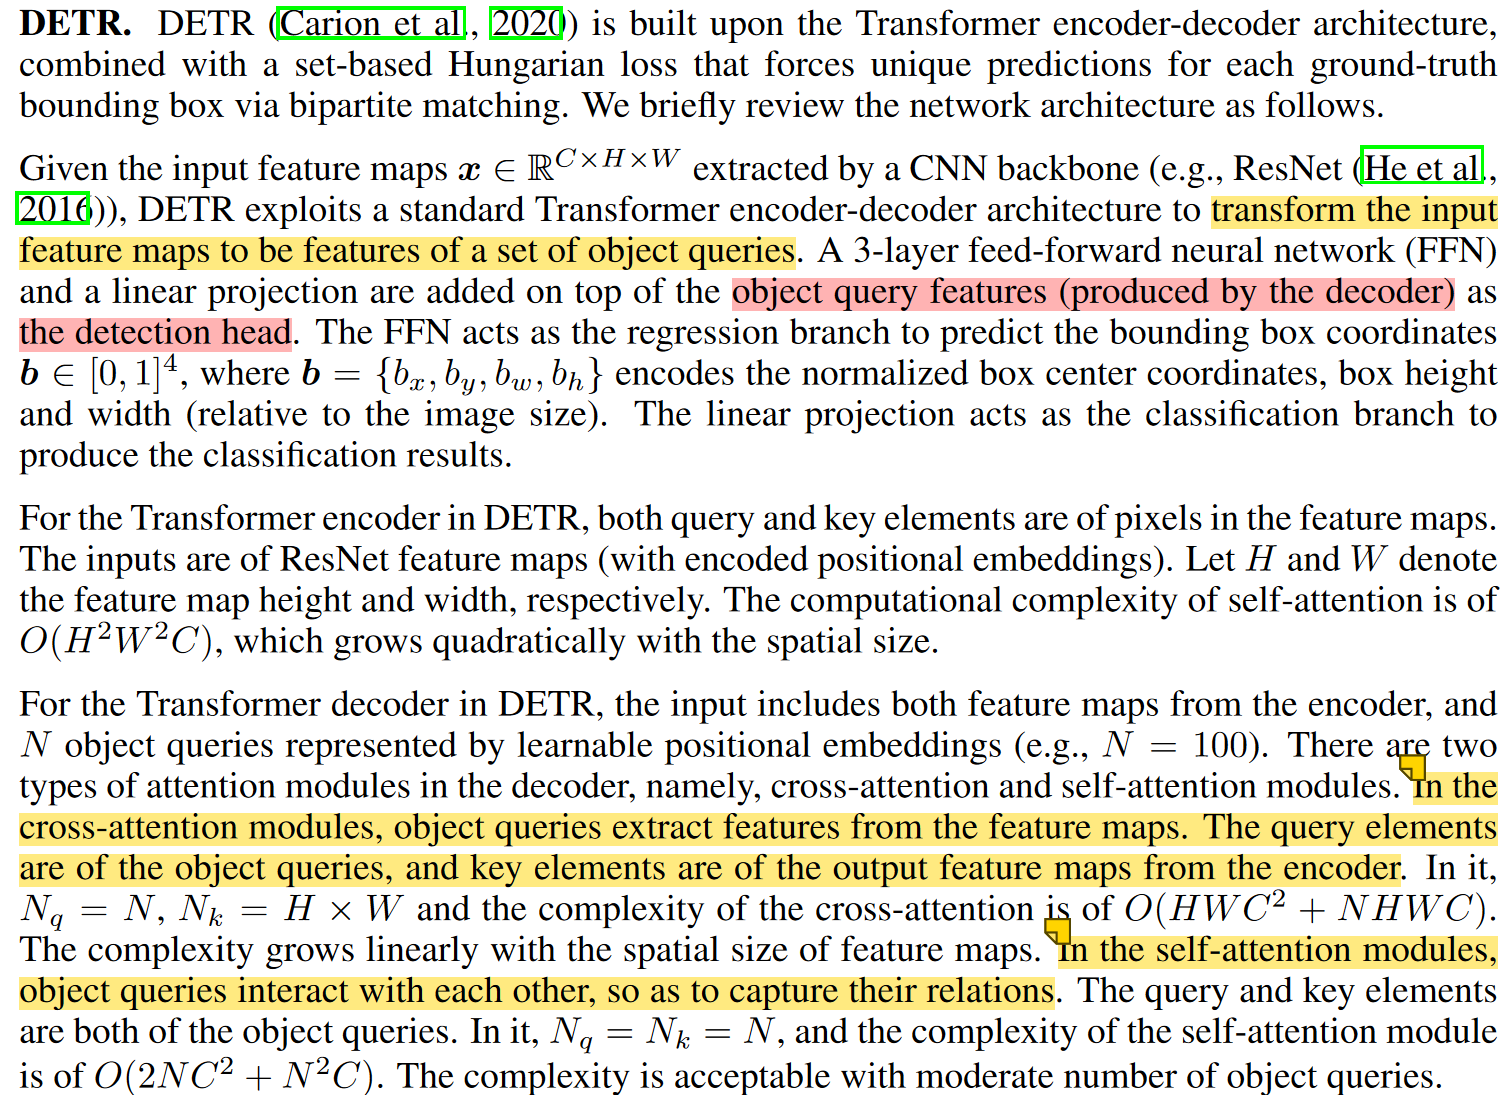 DETR. DETR (Carion et al., 2020) is built upon the Transformer encoder-decoder architecture,
combined with a set-based Hungarian loss that forces unique predictions for each ground-truth
bounding box via bipartite matching. We briefly review the network architecture as follows.
Given the input feature maps x ∈ ℝ^{C×H×W} extracted by a CNN backbone (e.g., ResNet (He et al.,
2016)), DETR exploits a standard Transformer encoder-decoder architecture to transform the input
feature maps to be features of a set of object queries. A 3-layer feed-forward neural network (FFN)
and a linear projection are added on top of the object query features (produced by the decoder) as
the detection head. The FFN acts as the regression branch to predict the bounding box coordinates
b ∈ [0, 1]^4, where b = {b_x, b_y, b_w, b_h} encodes the normalized box center coordinates, box height
and width (relative to the image size). The linear projection acts as the classification branch to
produce the classification results.
For the Transformer encoder in DETR, both query and key elements are of pixels in the feature maps.
The inputs are of ResNet feature maps (with encoded positional embeddings). Let H and W denote
the feature map height and width, respectively. The computational complexity of self-attention is of
O(H^2W^2C), which grows quadratically with the spatial size.
For the Transformer decoder in DETR, the input includes both feature maps from the encoder, and
N object queries represented by learnable positional embeddings (e.g., N = 100). There are two
types of attention modules in the decoder, namely, cross-attention and self-attention modules. In the
cross-attention modules, object queries extract features from the feature maps. The query elements
are of the object queries, and key elements are of the output feature maps from the encoder. In it,
N_q = N, N_k = H × W and the complexity of the cross-attention is of O(HWC^2 + NHWC).
The complexity grows linearly with the spatial size of feature maps. In the self-attention modules,
object queries interact with each other, so as to capture their relations. The query and key elements
are both of the object queries. In it, N_q = N_k = N, and the complexity of the self-attention module
is of O(2NC^2 + N^2C). The complexity is acceptable with moderate number of object queries.